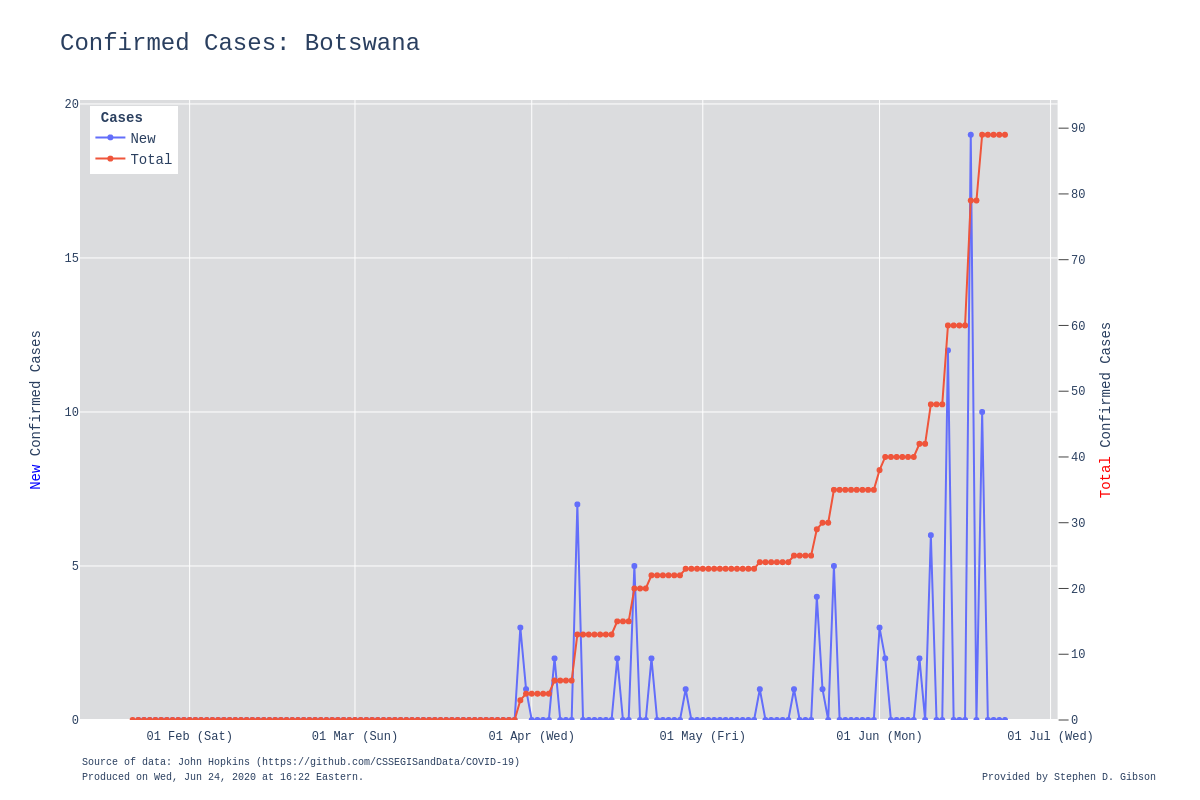 Confirmed Cases: Botswana
Cases
New
Total
20
15
10
5
0
90
80
70
60
50
40
30
20
10
0
New Confirmed Cases
Total Confirmed Cases
01 Feb (Sat)
01 Mar (Sun)
01 Apr (Wed)
01 May (Fri)
01 Jun (Mon)
01 Jul (Wed)
Source of data: John Hopkins (https://github.com/CSSEGISandData/COVID-19)
Produced on Wed, Jun 24, 2020 at 16:22 Eastern.
Provided by Stephen D. Gibson